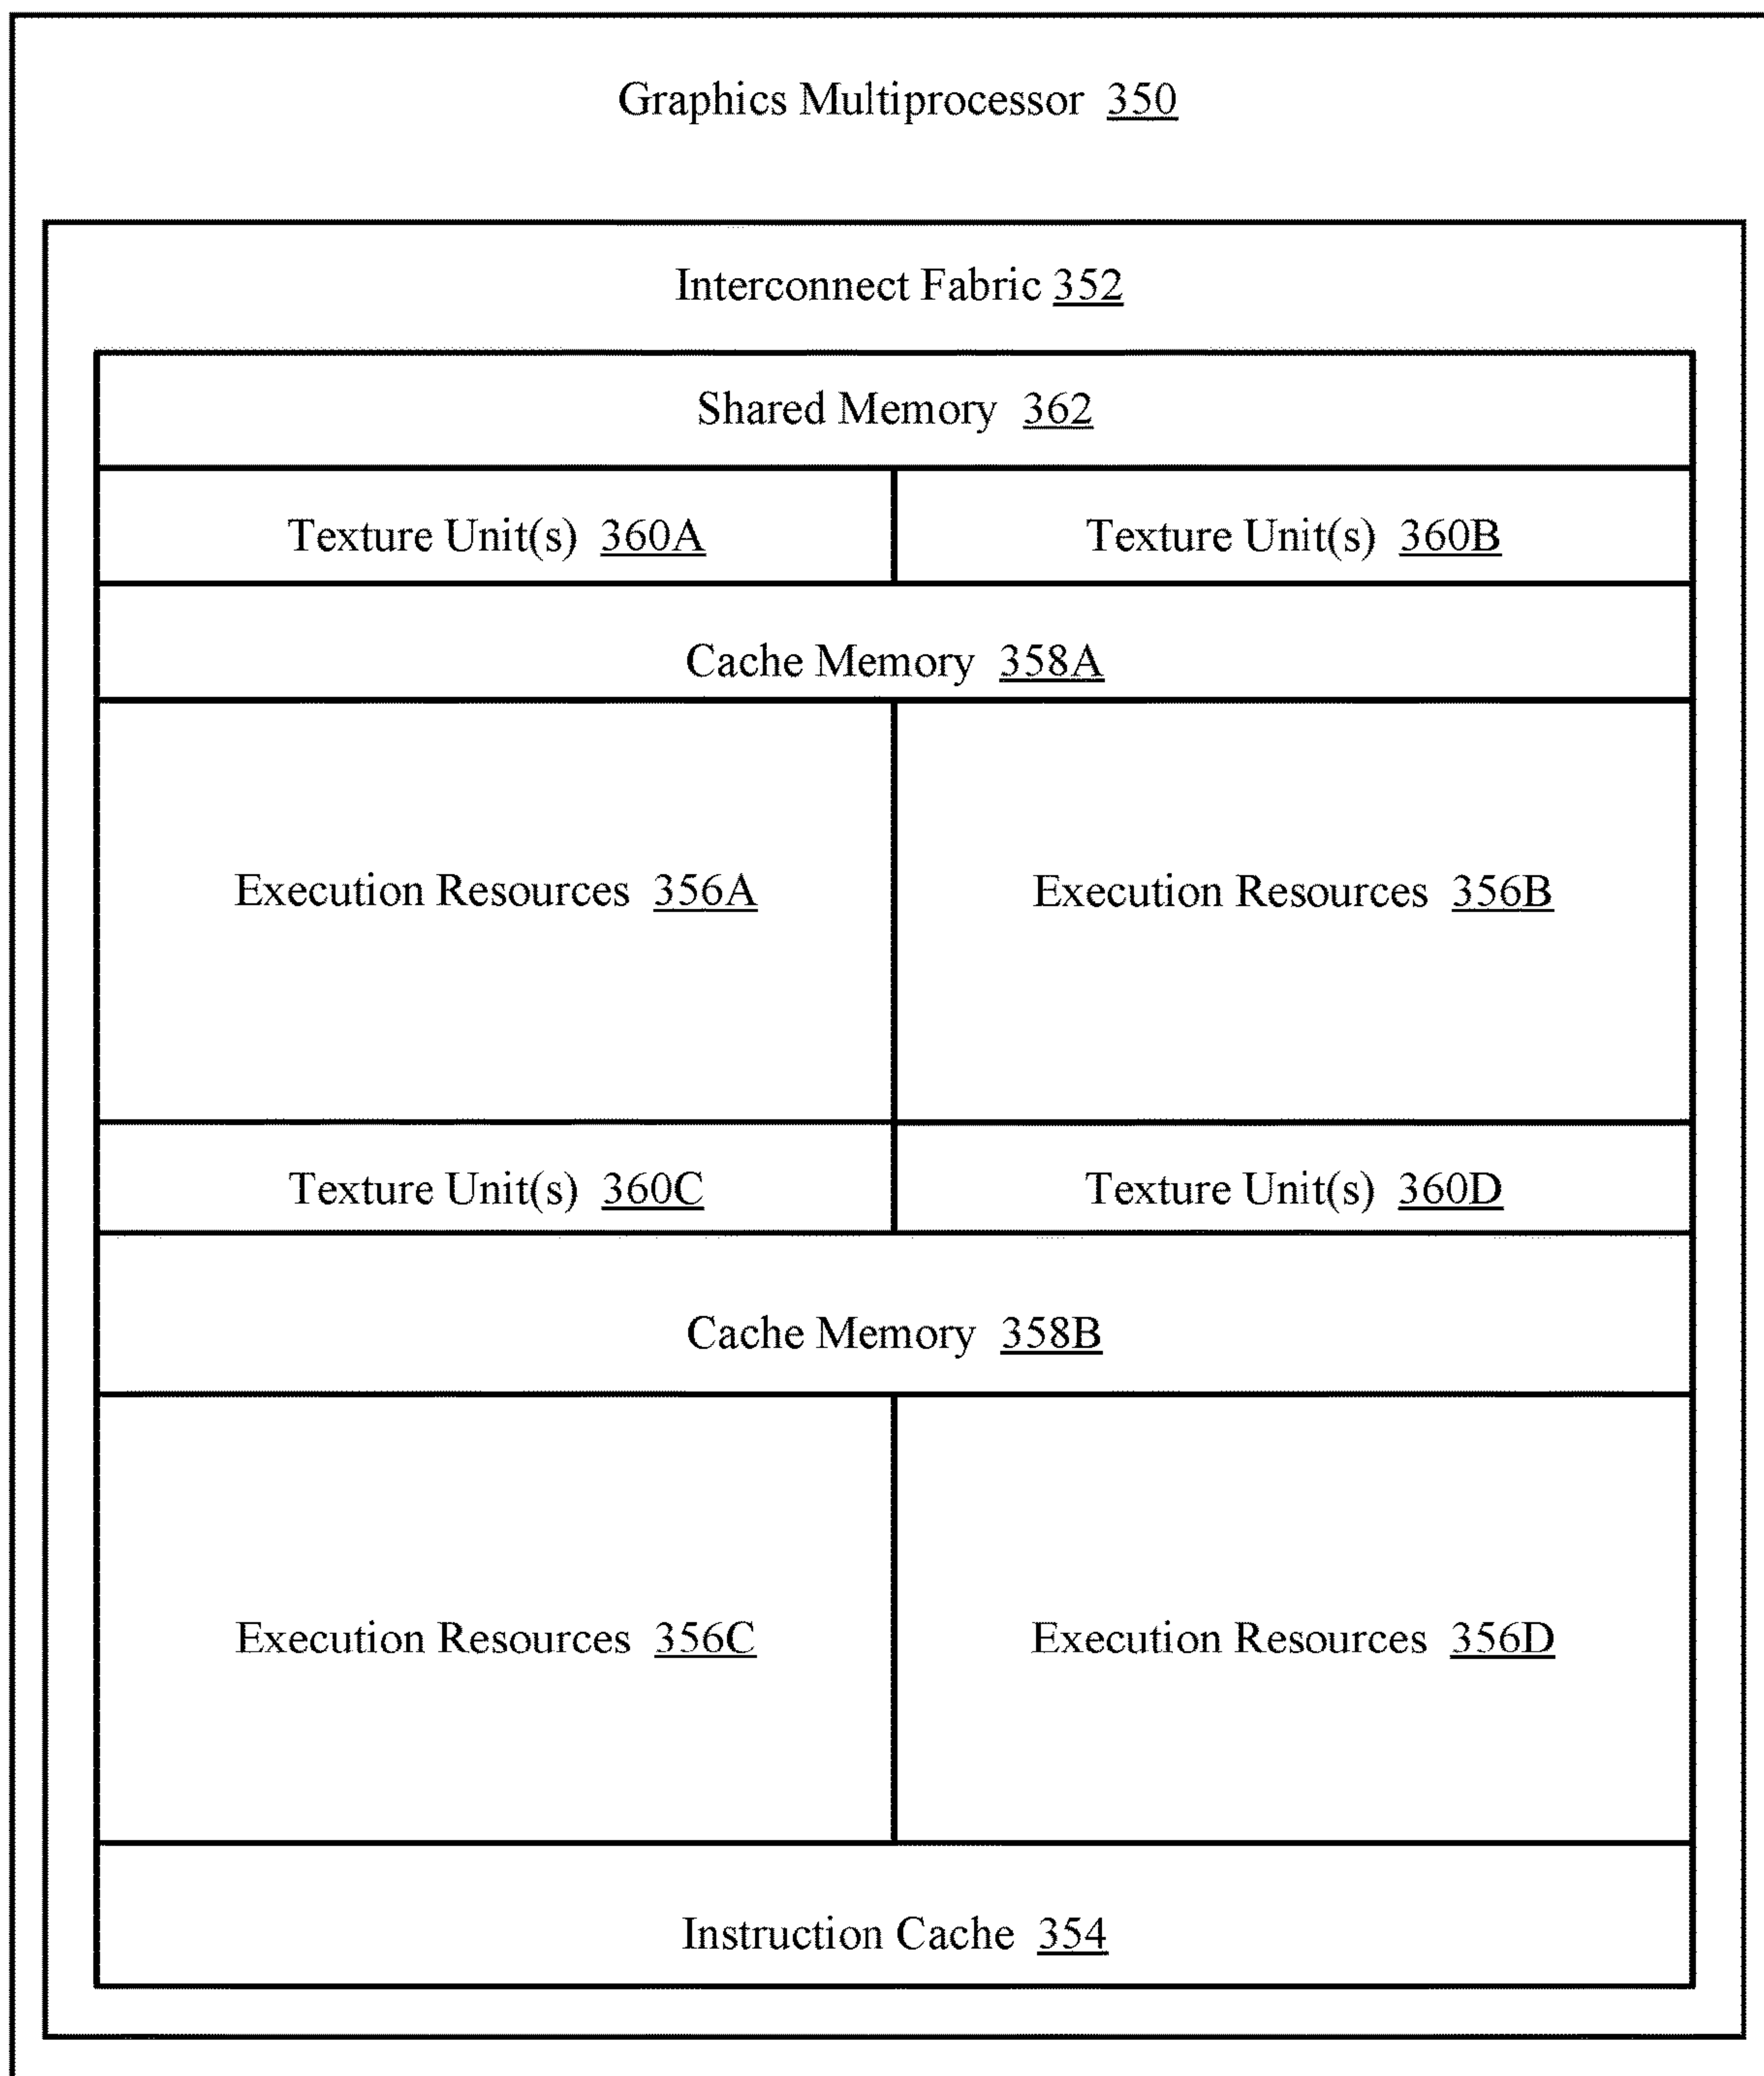 Graphics Multiprocessor 350
Interconnect Fabric 352
Shared Memory 362
Texture Unit(s) 360A
Texture Unit(s) 360B
Cache Memory 358A
Execution Resources 356A
Execution Resources 356B
Texture Unit(s) 360C
Texture Unit(s) 360D
Cache Memory 358B
Execution Resources 356C
Execution Resources 356D
Instruction Cache 354